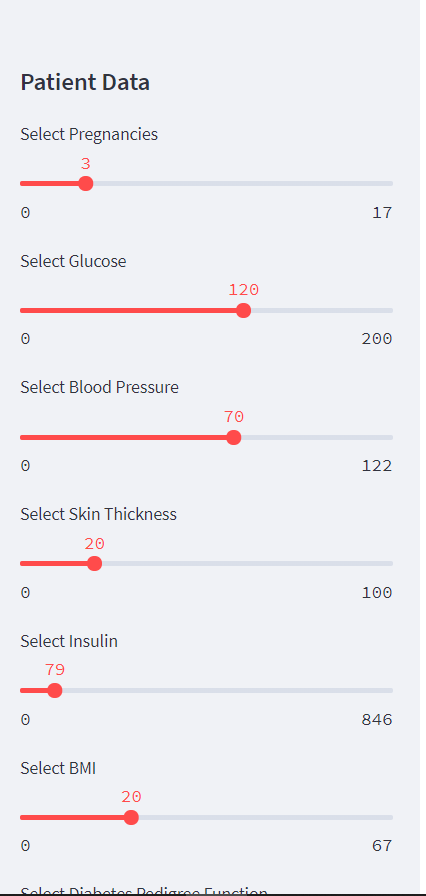 Patient Data
Select Pregnancies
3
0 17
Select Glucose
120
0 200
Select Blood Pressure
70
0 122
Select Skin Thickness
20
0 100
Select Insulin
79
0 846
Select BMI
20
0 67
Select Diabetes Pedigree Function